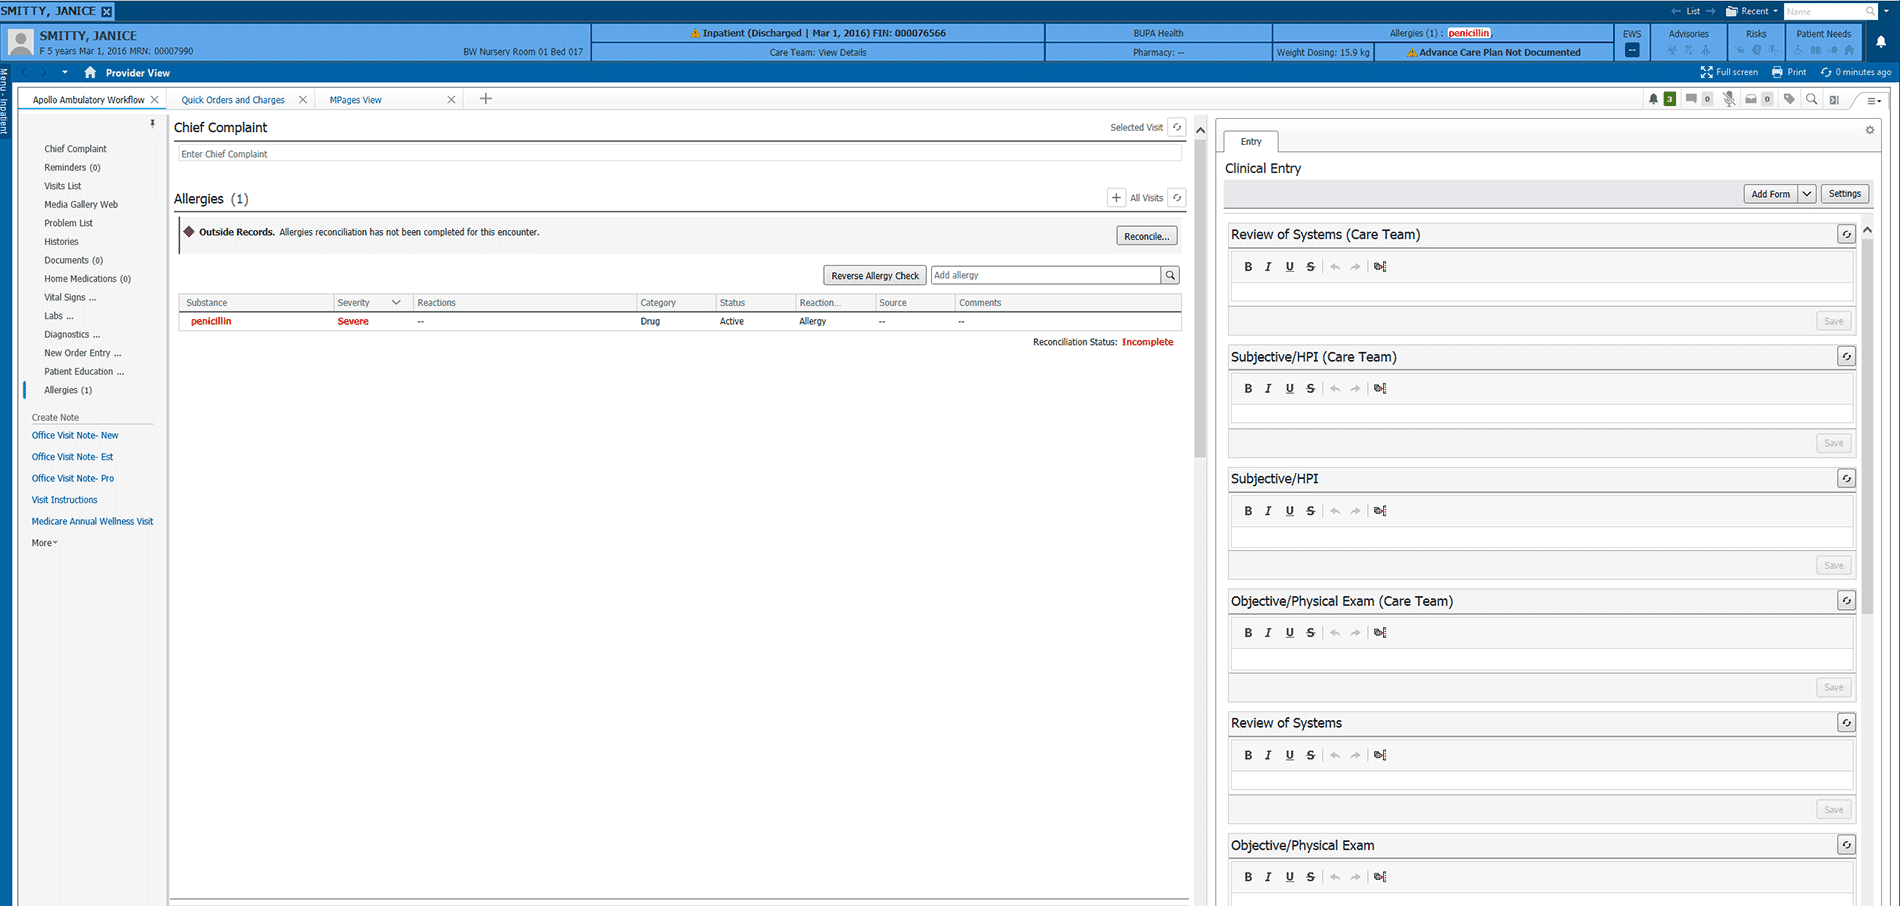 SMITTY, JANICE
List
Recent
Name
SMITTY, JANICE
F 5 years Mar 1, 2016 MRN: 00007990
BW Nursery Room 01 Bed 017
Inpatient (Discharged | Mar 1, 2016) FIN: 000076566
Care Team: View Details
BUPA Health
Pharmacy: --
Allergies (1) : penicillin,
Weight Dosing: 15.9 kg
Advance Care Plan Not Documented
EWS
--
Advisories
Risks
Patient Needs
Menu - Inpatient
Provider View
Full screen
Print
0 minutes ago
Apollo Ambulatory Workflow
Quick Orders and Charges
MPages View
3
0
0
Chief Complaint
Reminders (0)
Visits List
Media Gallery Web
Problem List
Histories
Documents (0)
Home Medications (0)
Vital Signs ...
Labs ...
Diagnostics ...
New Order Entry ...
Patient Education ...
Allergies (1)
Create Note
Office Visit Note- New
Office Visit Note- Est
Office Visit Note- Pro
Visit Instructions
Medicare Annual Wellness Visit
More
Chief Complaint
Selected Visit
Enter Chief Complaint
Allergies (1)
All Visits
Outside Records. Allergies reconciliation has not been completed for this encounter.
Reconcile...
Reverse Allergy Check
Add allergy
Substance Severity Reactions Category Status Reaction... Source Comments
penicillin Severe -- Drug Active Allergy -- --
Reconciliation Status: Incomplete
Entry
Clinical Entry
Add Form
Settings
Review of Systems (Care Team)
B I U S
Save
Subjective/HPI (Care Team)
B I U S
Save
Subjective/HPI
B I U S
Save
Objective/Physical Exam (Care Team)
B I U S
Save
Review of Systems
B I U S
Save
Objective/Physical Exam
B I U S